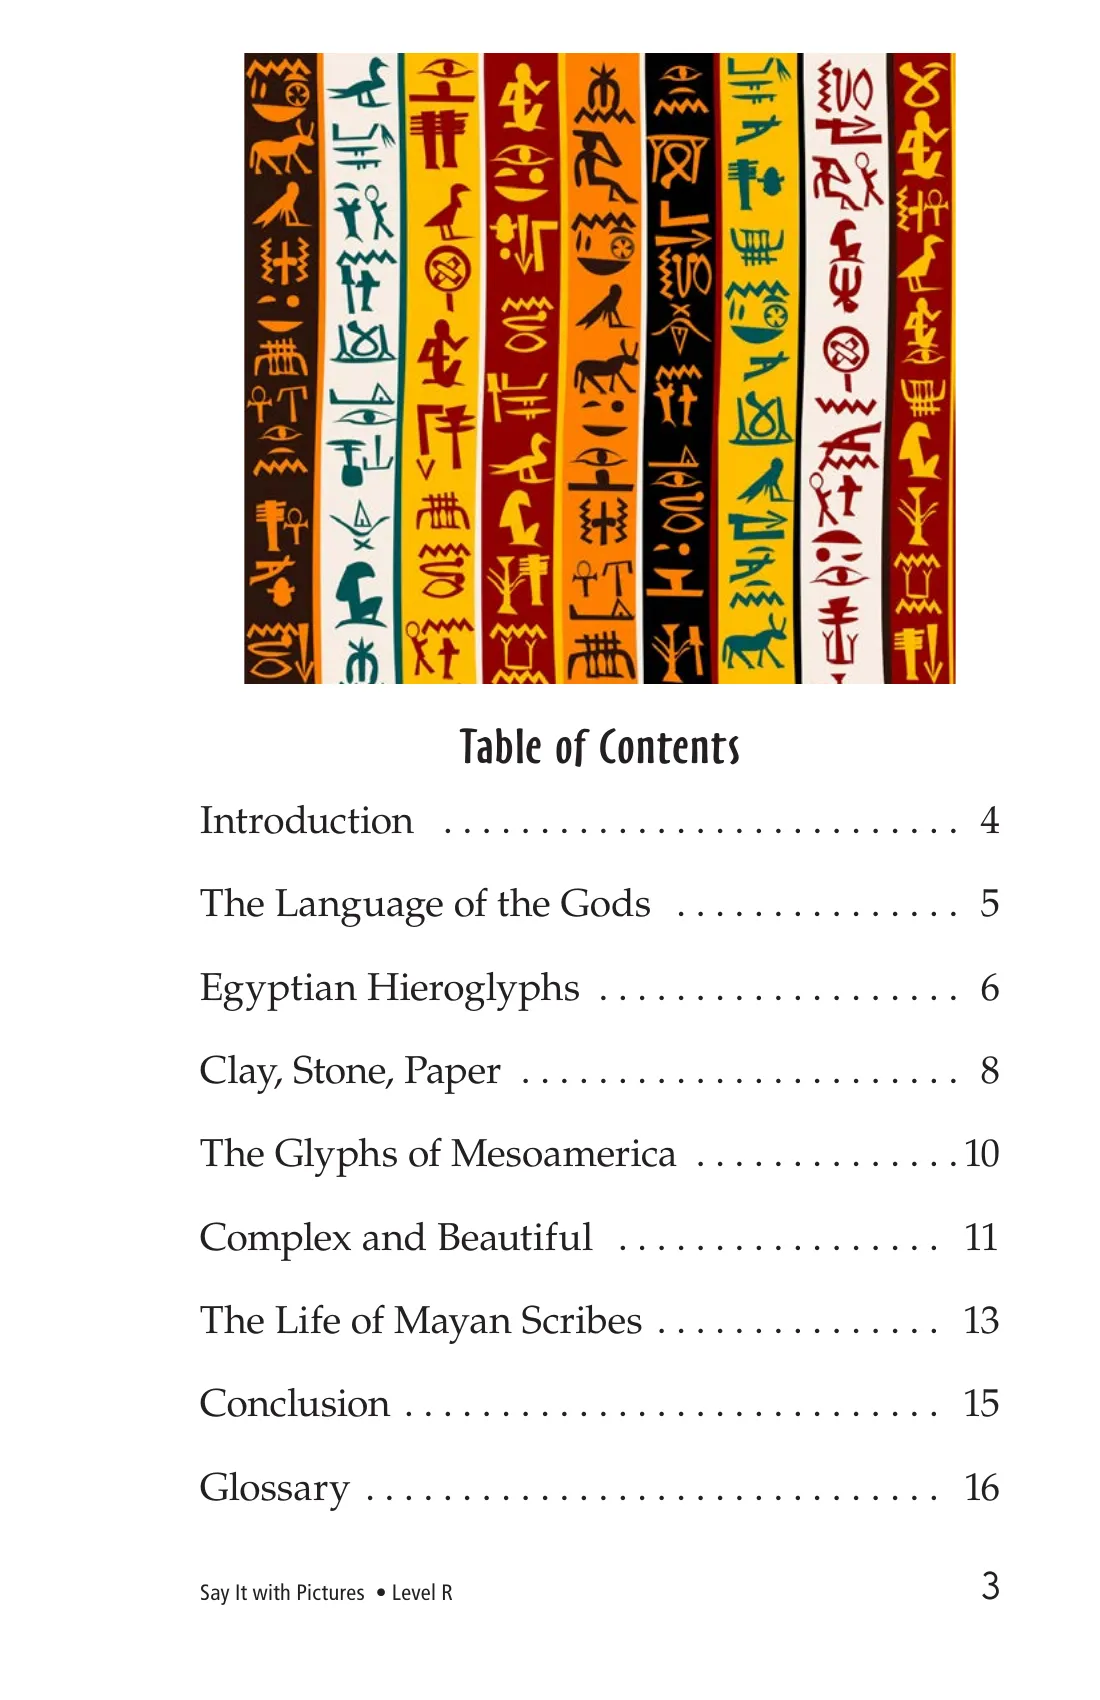 Table of Contents
Introduction . . . . . . . . . . . . . . . . . . . . . . . . . . . 4
The Language of the Gods . . . . . . . . . . . . . . . 5
Egyptian Hieroglyphs . . . . . . . . . . . . . . . . . . . 6
Clay, Stone, Paper . . . . . . . . . . . . . . . . . . . . . . . 8
The Glyphs of Mesoamerica . . . . . . . . . . . . . . 10
Complex and Beautiful . . . . . . . . . . . . . . . . . 11
The Life of Mayan Scribes . . . . . . . . . . . . . . . 13
Conclusion . . . . . . . . . . . . . . . . . . . . . . . . . . . . 15
Glossary . . . . . . . . . . . . . . . . . . . . . . . . . . . . . . 16
Say It with Pictures • Level R 3